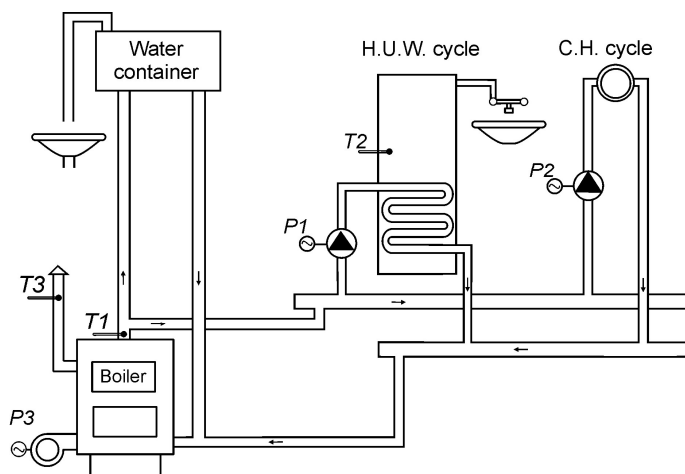 Water
container
H.U.W. cycle
C.H. cycle
T2
P2
P1
T3
T1
Boiler
P3